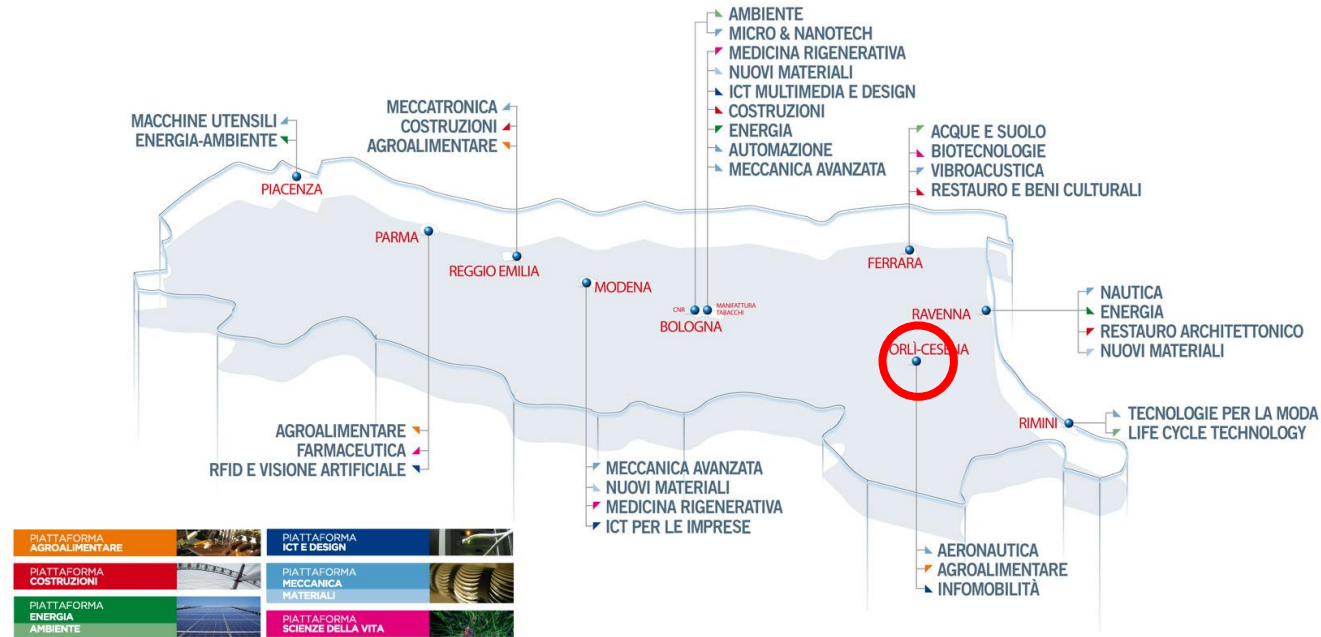 AMBIENTE
MICRO & NANOTECH
MEDICINA RIGENERATIVA
NUOVI MATERIALI
ICT MULTIMEDIA E DESIGN
COSTRUZIONI
ENERGIA
AUTOMAZIONE
MECCANICA AVANZATA
MECCATRONICA
COSTRUZIONI
AGROALIMENTARE
MACCHINE UTENSILI
ENERGIA-AMBIENTE
ACQUE E SUOLO
BIOTECNOLOGIE
VIBROACUSTICA
RESTAURO E BENI CULTURALI
PIACENZA
PARMA
REGGIO EMILIA
MODENA
CNR
MANIFATTURA
TABACCHI
BOLOGNA
FERRARA
RAVENNA
ORLÌ-CESENA
RIMINI
NAUTICA
ENERGIA
RESTAURO ARCHITETTONICO
NUOVI MATERIALI
TECNOLOGIE PER LA MODA
LIFE CYCLE TECHNOLOGY
AGROALIMENTARE
FARMACEUTICA
RFID E VISIONE ARTIFICIALE
MECCANICA AVANZATA
NUOVI MATERIALI
MEDICINA RIGENERATIVA
ICT PER LE IMPRESE
AERONAUTICA
AGROALIMENTARE
INFOMOBILITÀ
PIATTAFORMA
AGROALIMENTARE
PIATTAFORMA
ICT E DESIGN
PIATTAFORMA
COSTRUZIONI
PIATTAFORMA
MECCANICA
MATERIALI
PIATTAFORMA
ENERGIA
AMBIENTE
PIATTAFORMA
SCIENZE DELLA VITA